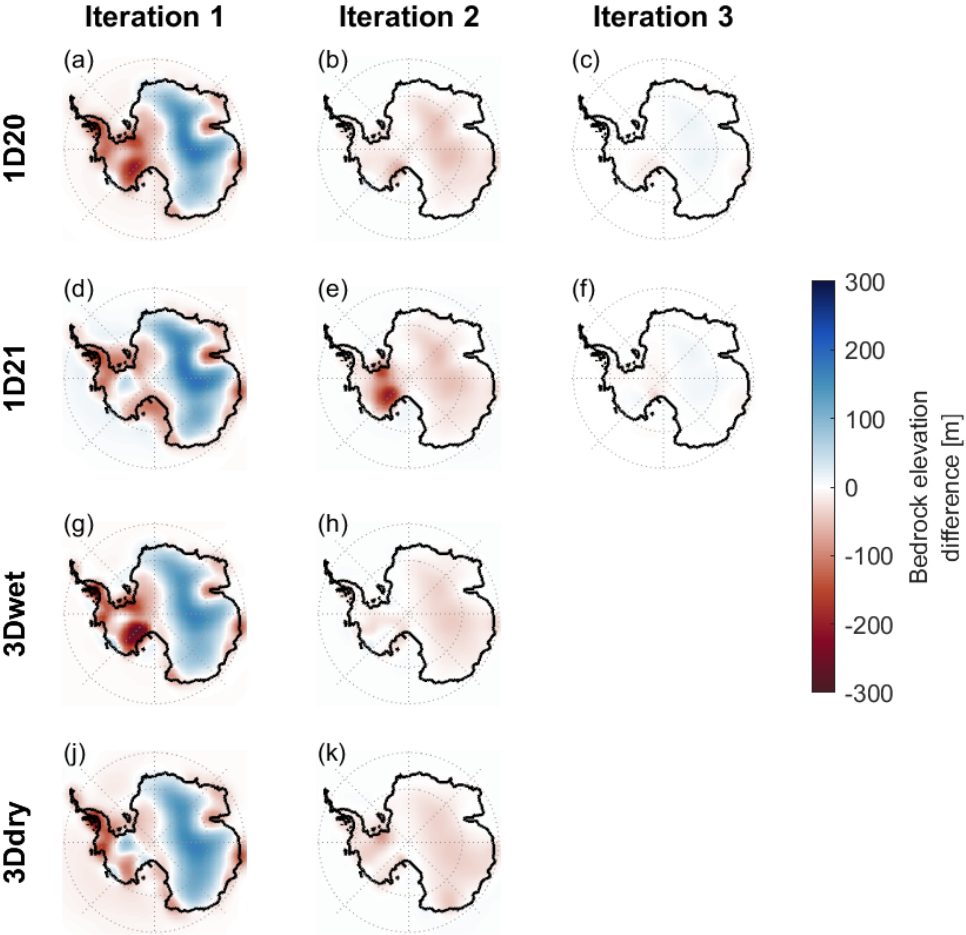 Iteration 1 Iteration 2 Iteration 3
1D20
(a) (b) (c)
1D21
(d) (e) (f)
3Dwet
(g) (h)
3Ddry
(j) (k)
300
200
100
0
-100
-200
-300
Bedrock elevation
difference [m]